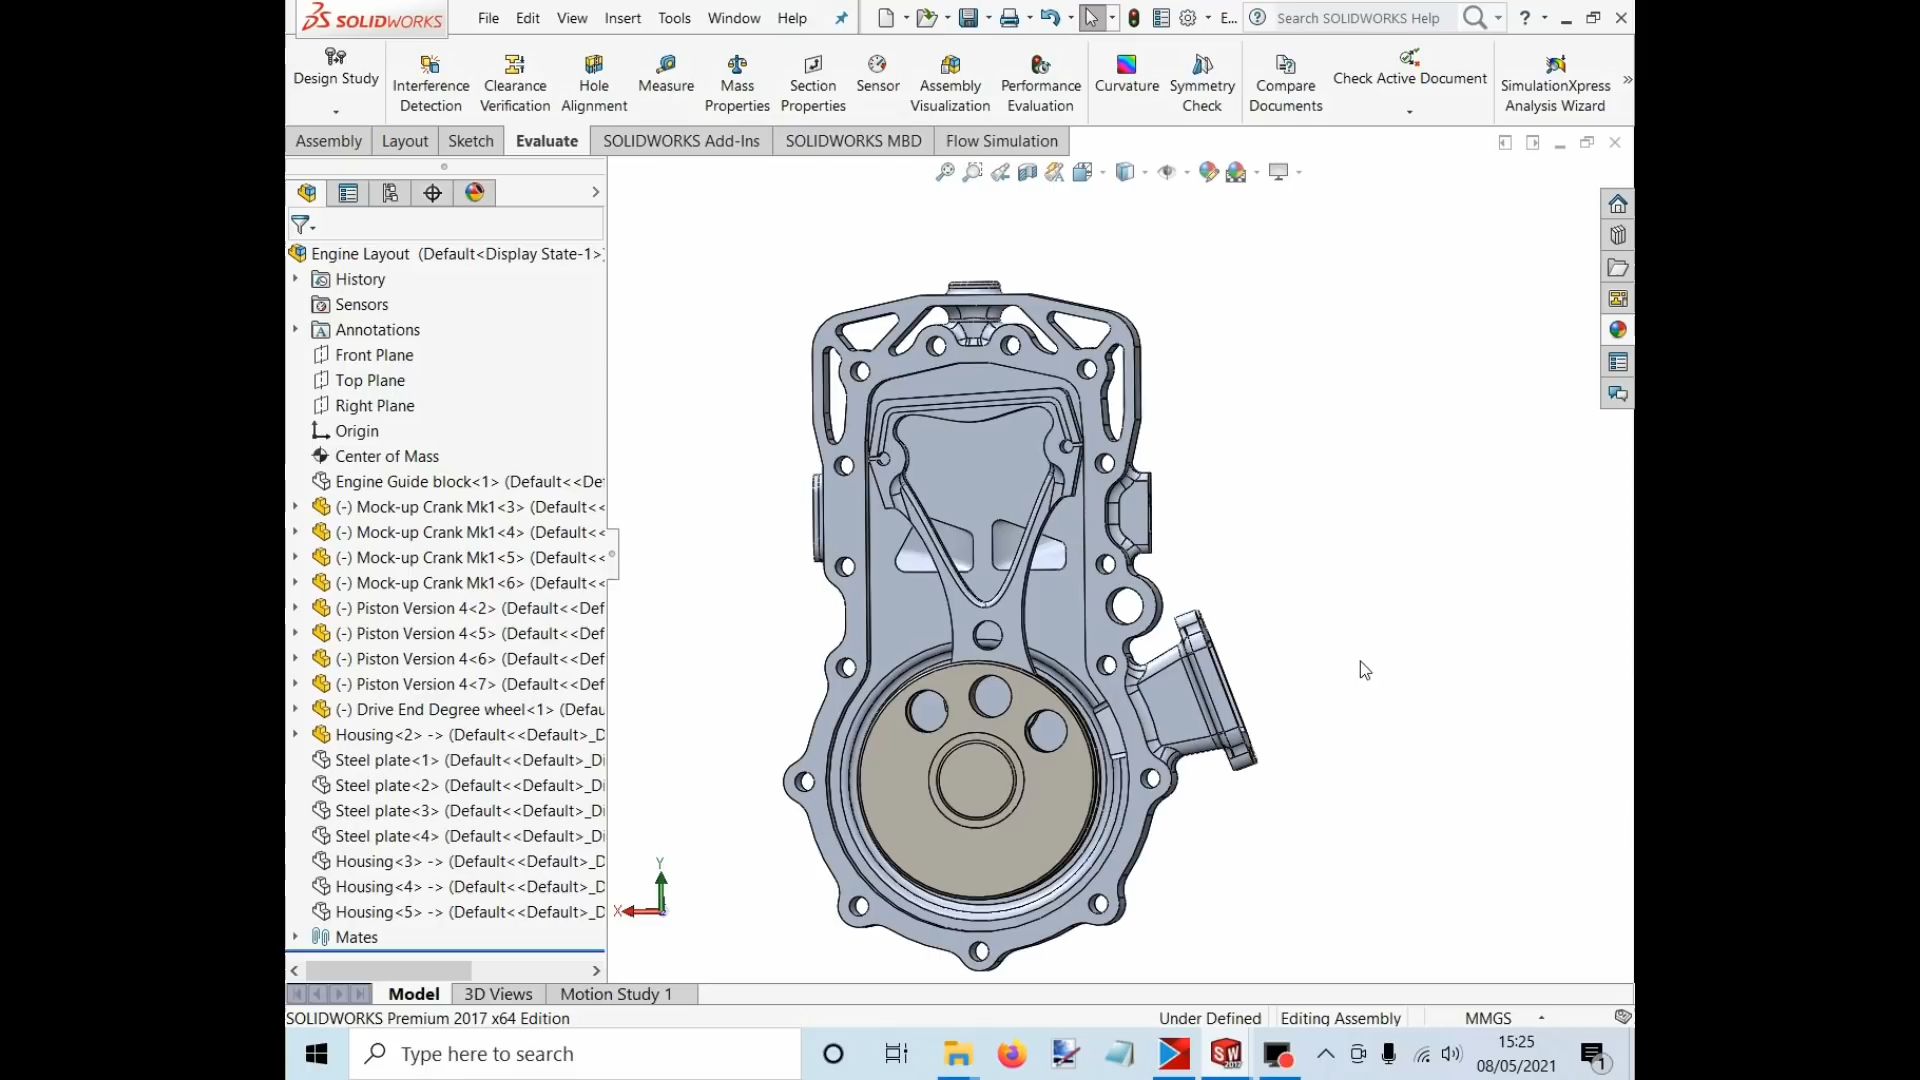 SOLIDWORKS File Edit View Insert Tools Window Help E... Search SOLIDWORKS Help ?
Design Study
Interference Detection
Clearance Verification
Hole Alignment
Measure
Mass Properties
Section Properties
Sensor
Assembly Visualization
Performance Evaluation
Curvature
Symmetry Check
Compare Documents
Check Active Document
SimulationXpress Analysis Wizard
Assembly Layout Sketch Evaluate SOLIDWORKS Add-Ins SOLIDWORKS MBD Flow Simulation
Engine Layout (Default<Display State-1>)
History
Sensors
Annotations
Front Plane
Top Plane
Right Plane
Origin
Center of Mass
Engine Guide block<1> (Default<<De
(-) Mock-up Crank Mk1<3> (Default<<
(-) Mock-up Crank Mk1<4> (Default<<
(-) Mock-up Crank Mk1<5> (Default<<
(-) Mock-up Crank Mk1<6> (Default<<
(-) Piston Version 4<2> (Default<<Def
(-) Piston Version 4<5> (Default<<Def
(-) Piston Version 4<6> (Default<<Def
(-) Piston Version 4<7> (Default<<Def
(-) Drive End Degree wheel<1> (Defau
Housing<2> -> (Default<<Default>_D
Steel plate<1> (Default<<Default>_Di
Steel plate<2> (Default<<Default>_Di
Steel plate<3> (Default<<Default>_Di
Steel plate<4> (Default<<Default>_Di
Housing<3> -> (Default<<Default>_D
Housing<4> -> (Default<<Default>_D
Housing<5> -> (Default<<Default>_D
Mates
Y
X
Model 3D Views Motion Study 1
SOLIDWORKS Premium 2017 x64 Edition Under Defined Editing Assembly MMGS
Type here to search
15:25
08/05/2021
1